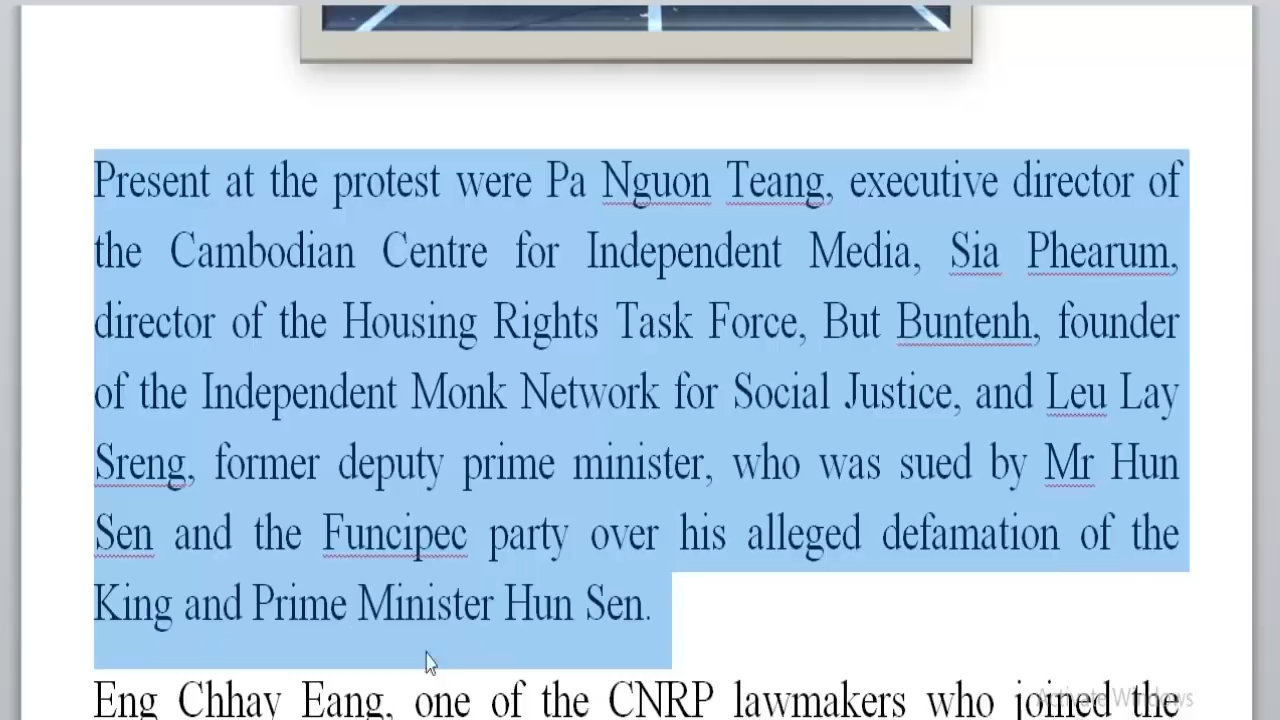 Present at the protest were Pa Nguon Teang, executive director of
the Cambodian Centre for Independent Media, Sia Phearum,
director of the Housing Rights Task Force, But Buntenh, founder
of the Independent Monk Network for Social Justice, and Leu Lay
Sreng, former deputy prime minister, who was sued by Mr Hun
Sen and the Funcipec party over his alleged defamation of the
King and Prime Minister Hun Sen.
Eng Chhay Eang, one of the CNRP lawmakers who joined the
Activate Windows